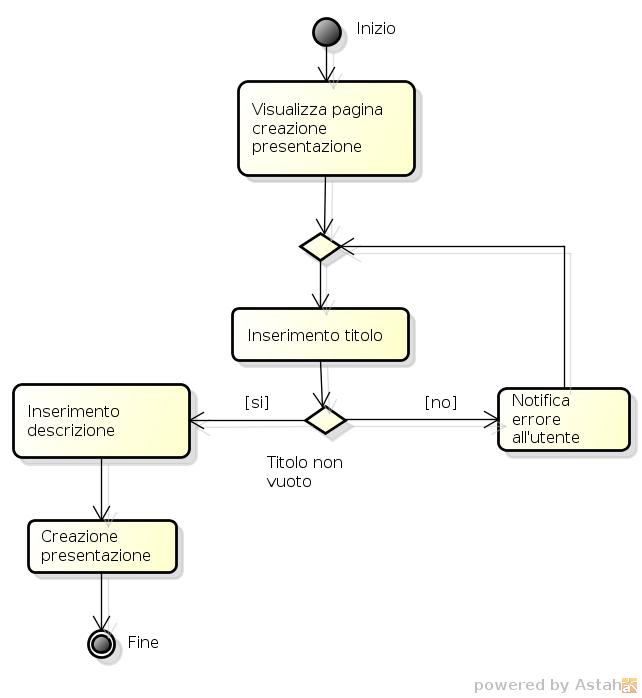 Inizio
Visualizza pagina
creazione
presentazione
Inserimento titolo
[si]
[no]
Titolo non
vuoto
Notifica
errore
all'utente
Inserimento
descrizione
Creazione
presentazione
Fine
powered by Astah